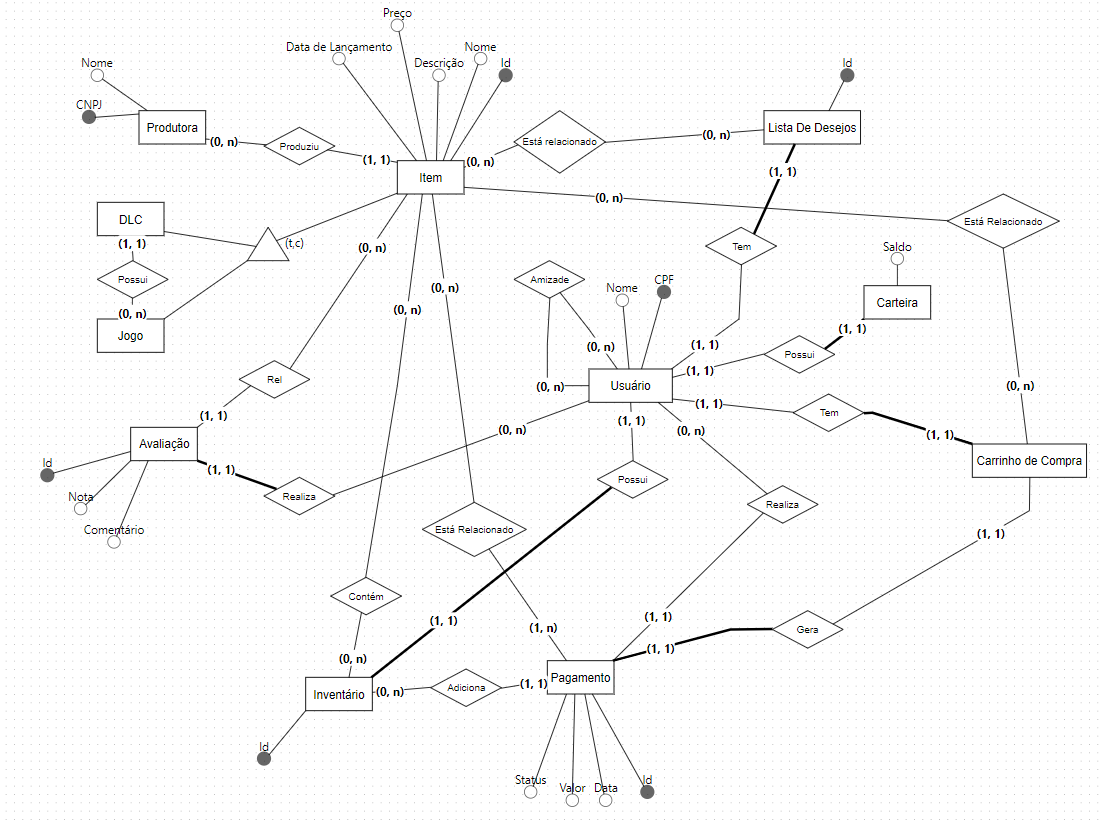 Preço
Data de Lançamento
Nome
Descrição
Id
Nome
Id
CNPJ
Produtora
(0, n)
Produziu
(1, 1)
(0, n)
Está relacionado
(0, n)
Lista De Desejos
Item
(1, 1)
(0, n)
DLC
(1, 1)
(t,c)
(0, n)
Tem
Está Relacionado
Saldo
Possui
Amizade
(0, n)
Nome
CPF
Carteira
(0, n)
(0, n)
Jogo
(0, n)
(1, 1)
(1, 1)
Possui
(1, 1)
Rel
(0, n)
Usuário
(0, n)
(1, 1)
Tem
(1, 1)
(1, 1)
(0, n)
(0, n)
(1, 1)
Avaliação
Carrinho de Compra
Id
(1, 1)
Possui
Nota
Realiza
Realiza
Comentário
Está Relacionado
(1, 1)
Contém
(1, 1)
(1, 1)
(1, n)
Gera
(0, n)
(1, 1)
Inventário
(0, n)
Adiciona
(1, 1)
Pagamento
Id
Status
Valor
Data
Id